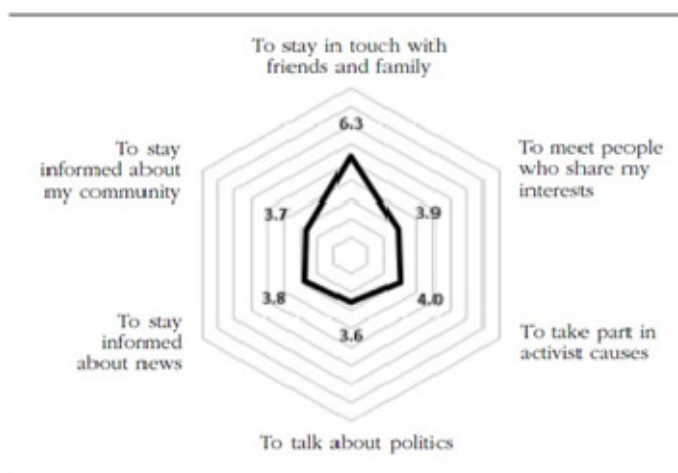 To stay in touch with
friends and family
6.3
To stay
informed about
my community
To meet people
who share my
interests
3.7
3.9
3.8
4.0
To stay
informed
about news
3.6
To take part in
activist causes
To talk about politics